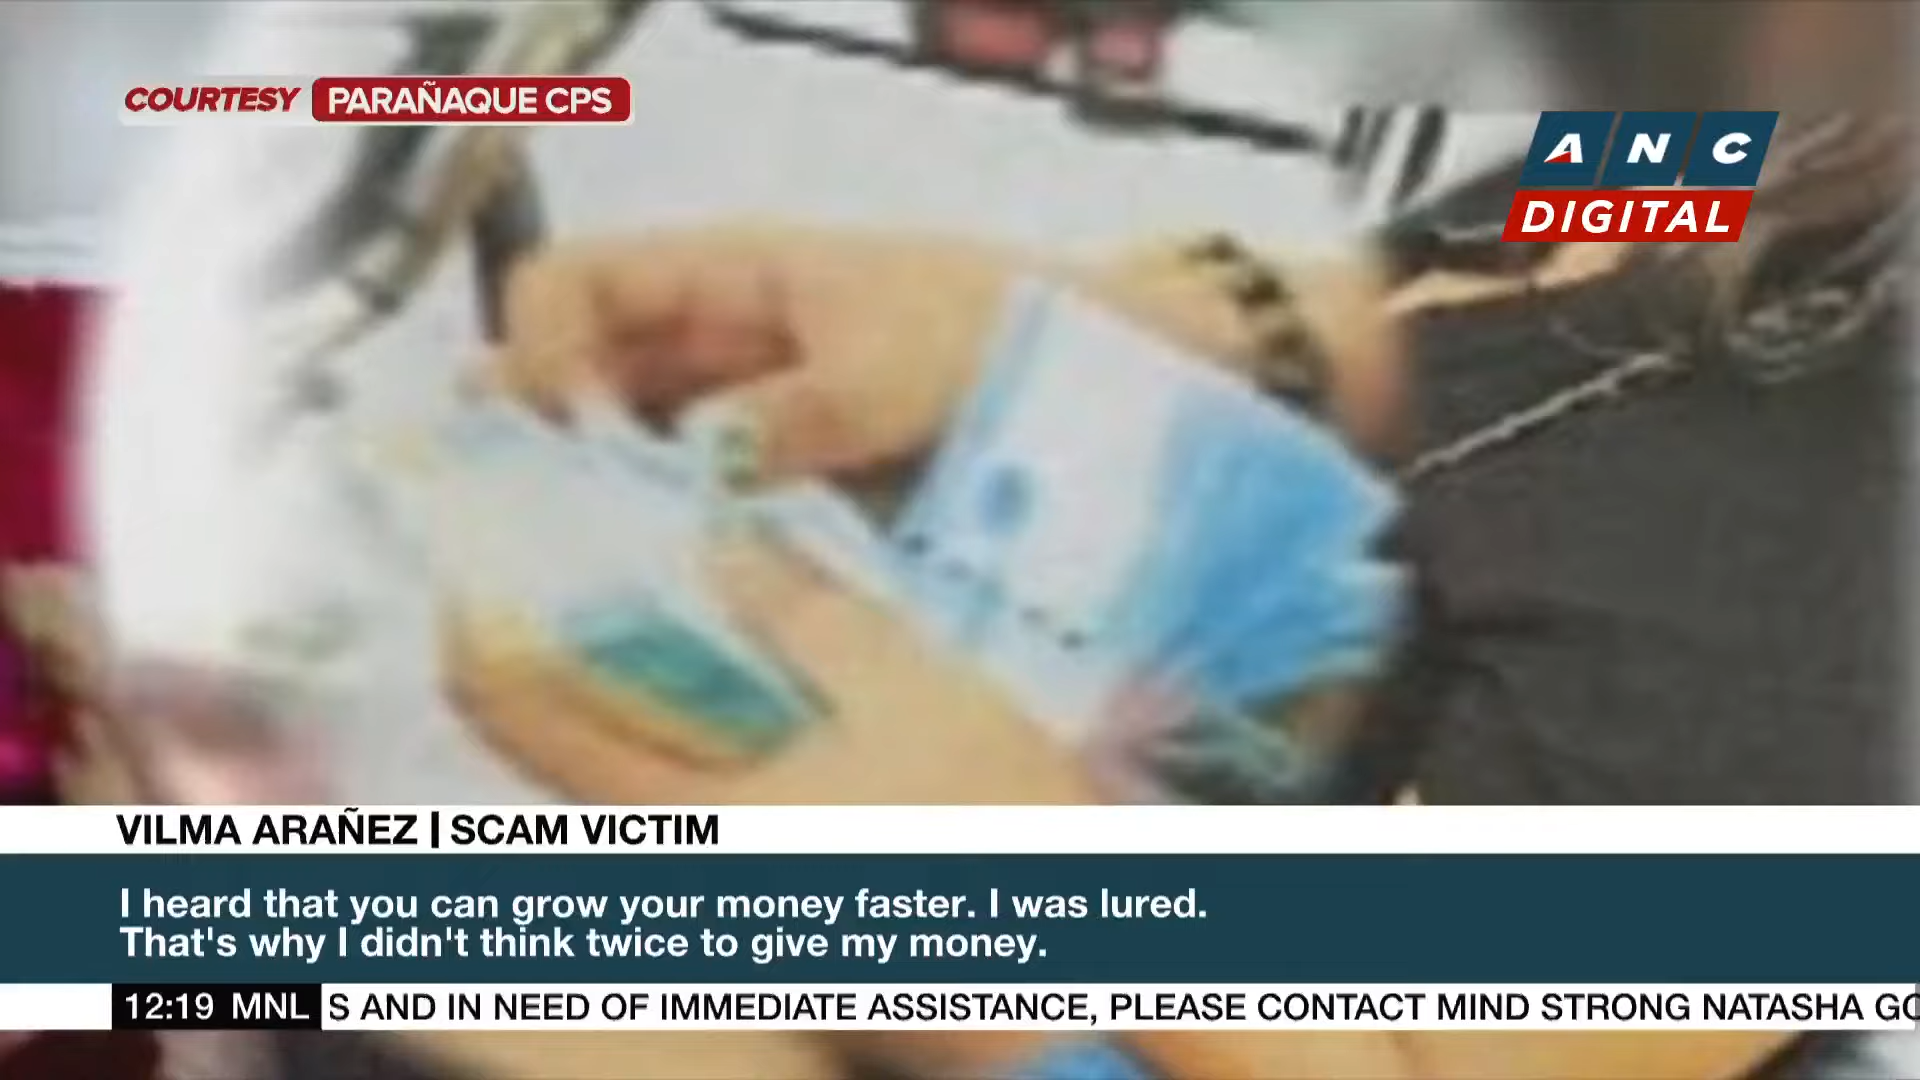 COURTESY PARAÑAQUE CPS
ANC
DIGITAL
VILMA ARAÑEZ | SCAM VICTIM
I heard that you can grow your money faster. I was lured.
That's why I didn't think twice to give my money.
12:19 MNL S AND IN NEED OF IMMEDIATE ASSISTANCE, PLEASE CONTACT MIND STRONG NATASHA GO